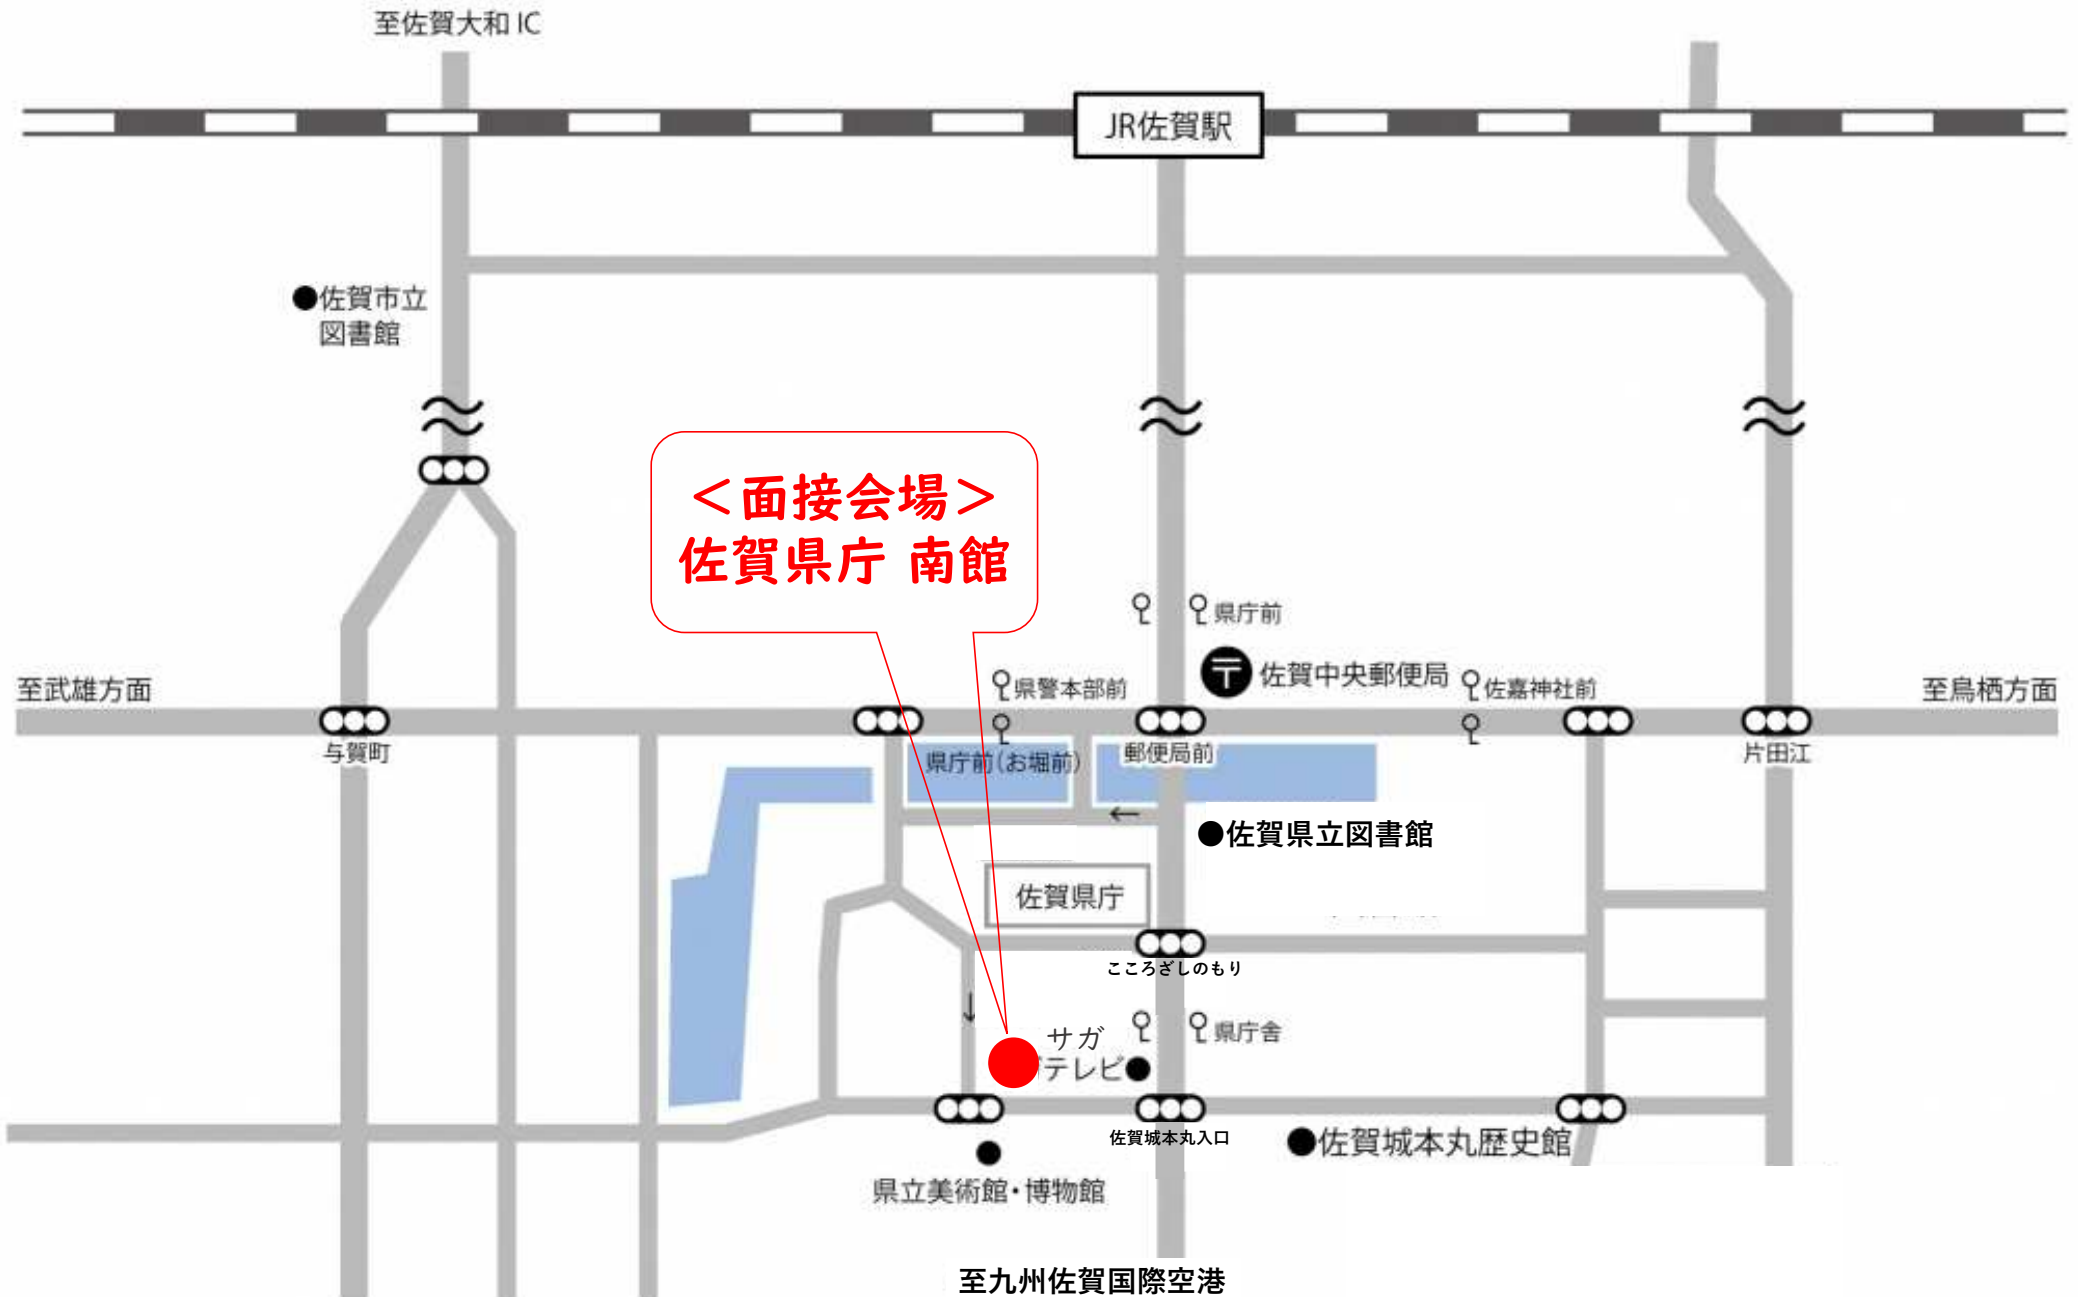 至佐賀大和 IC
JR佐賀駅
●佐賀市立
図書館
＜面接会場＞
佐賀県庁 南館
県庁前
〒
佐賀中央郵便局
県警本部前
佐嘉神社前
至武雄方面
至鳥栖方面
与賀町
県庁前（お堀前）
郵便局前
片田江
←
●佐賀県立図書館
佐賀県庁
こころざしのもり
↓
サガ
テレビ●
県庁舎
佐賀城本丸入口
●佐賀城本丸歴史館
県立美術館・博物館
至九州佐賀国際空港